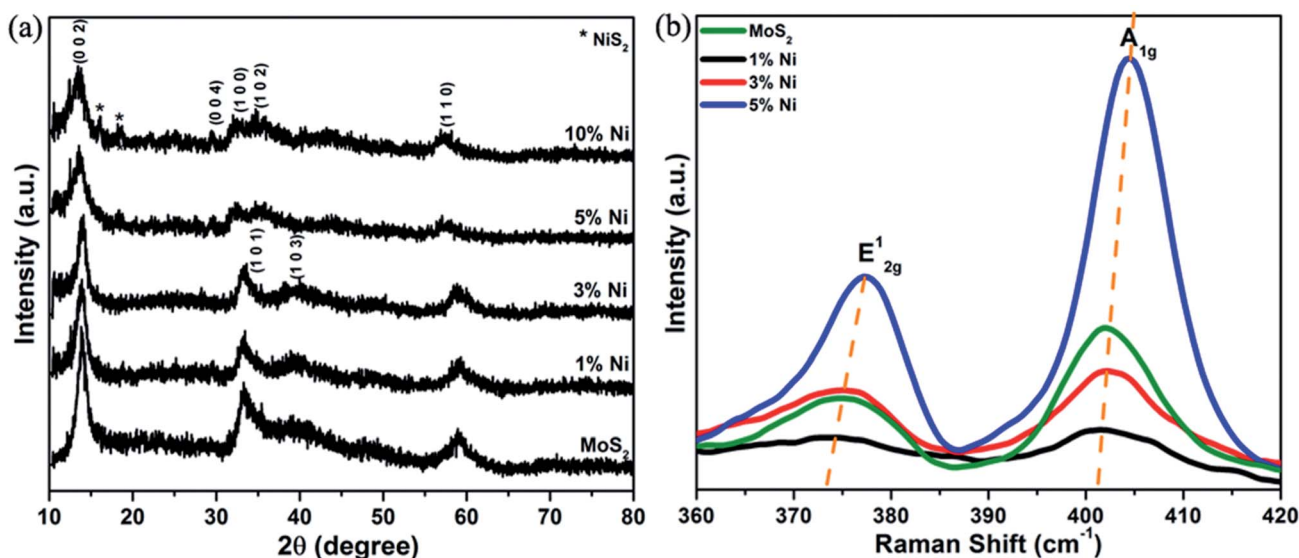 (a)
(0 0 2)
* NiS2
* *
(0 0 4)
(1 0 0)
(1 0 2)
(1 1 0)
10% Ni
5% Ni
(1 0 1)
(1 0 3)
3% Ni
1% Ni
MoS2
Intensity (a.u.)
10 20 30 40 50 60 70 80
2θ (degree)
(b)
MoS2
1% Ni
3% Ni
5% Ni
A1g
E12g
Intensity (a.u.)
360 370 380 390 400 410 420
Raman Shift (cm-1)